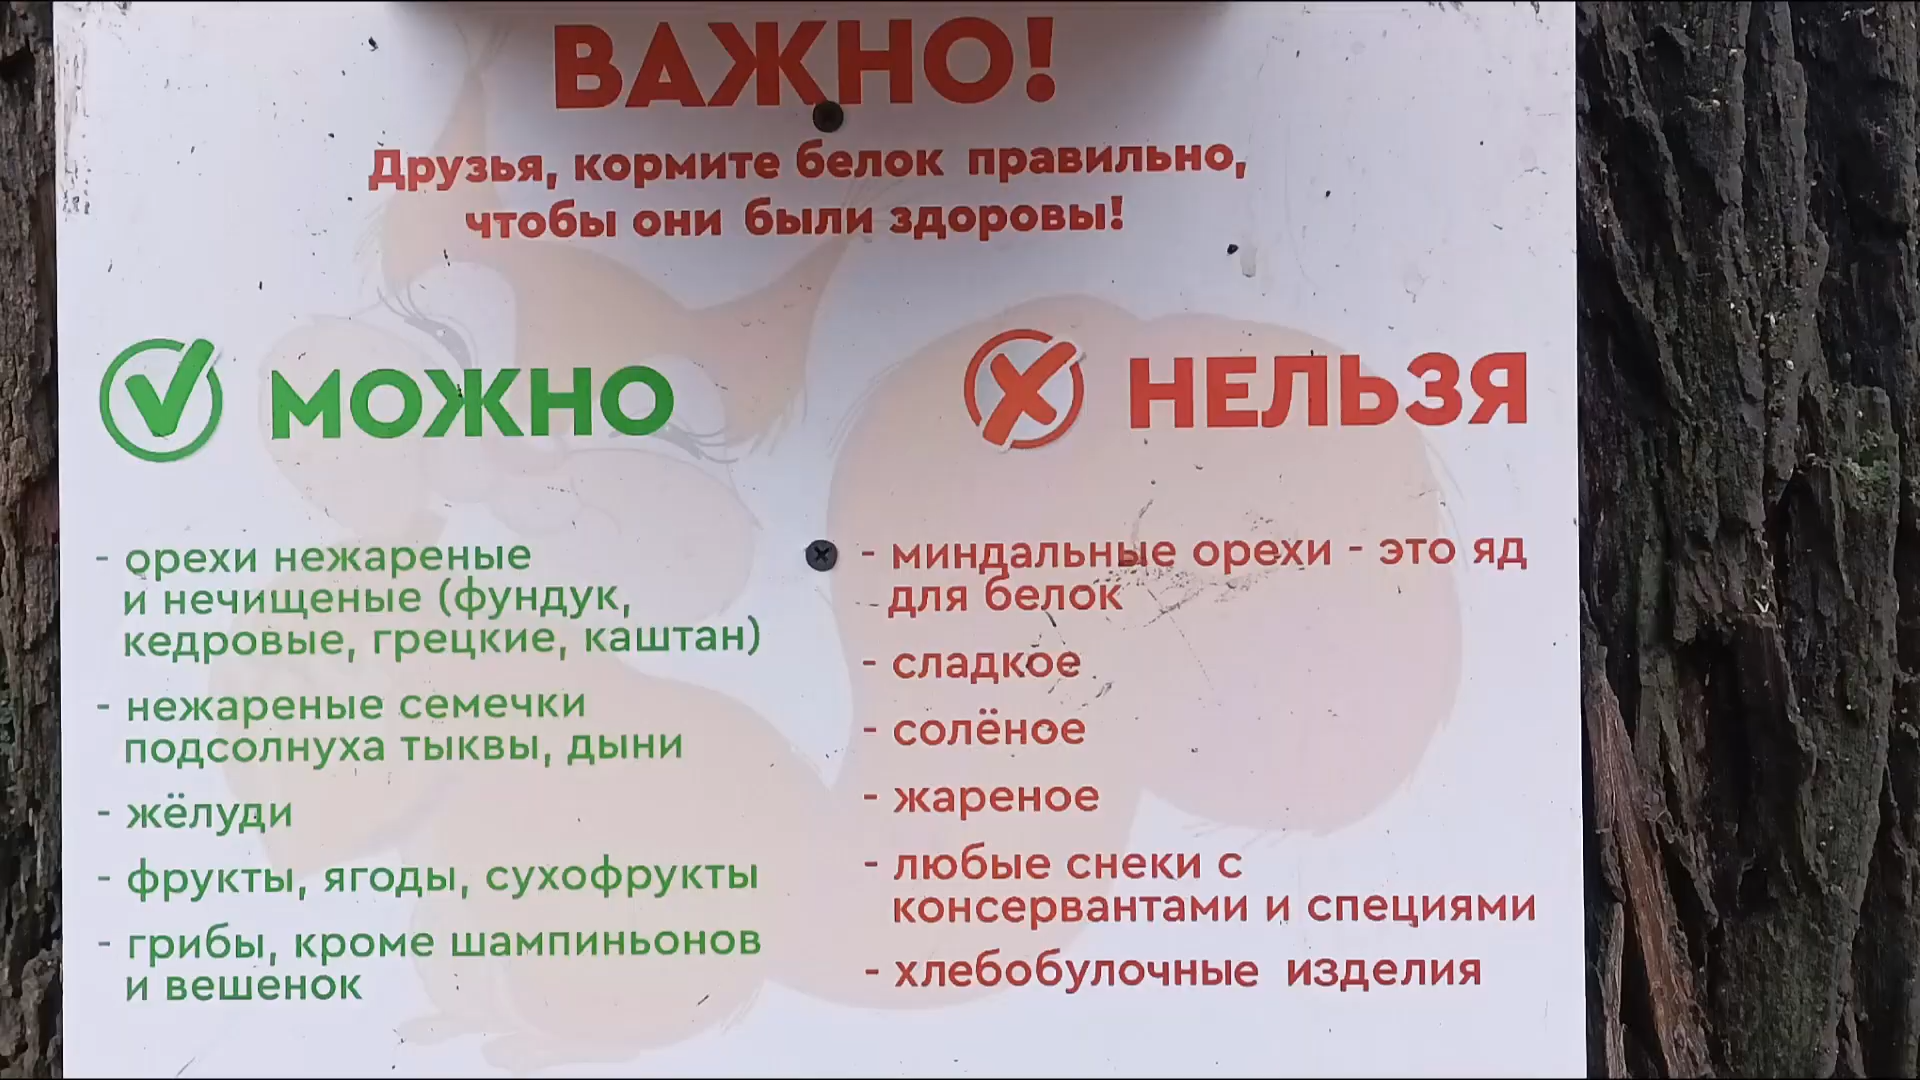 ВАЖНО!
Друзья, кормите белок правильно,
чтобы они были здоровы!
МОЖНО
- орехи нежареные
и нечищеные (фундук,
кедровые, грецкие, каштан)
- нежареные семечки
подсолнуха тыквы, дыни
- жёлуди
- фрукты, ягоды, сухофрукты
- грибы, кроме шампиньонов
и вешенок
НЕЛЬЗЯ
- миндальные орехи - это яд
для белок
- сладкое
- солёное
- жареное
- любые снеки с
консервантами и специями
- хлебобулочные изделия